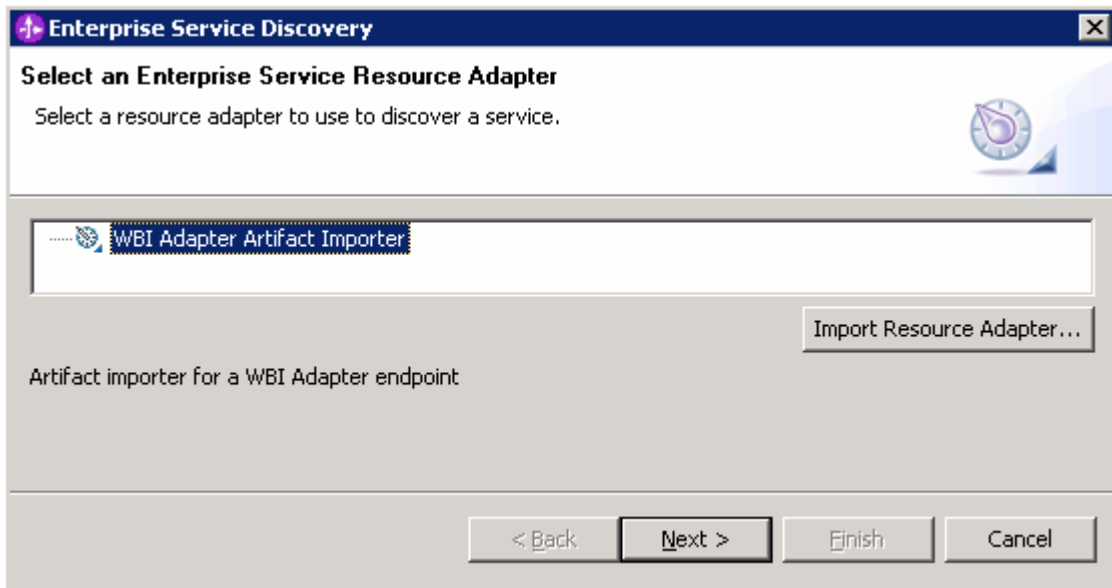 Enterprise Service Discovery
Select an Enterprise Service Resource Adapter
Select a resource adapter to use to discover a service.
WBI Adapter Artifact Importer
Import Resource Adapter...
Artifact importer for a WBI Adapter endpoint
< Back Next > Finish Cancel